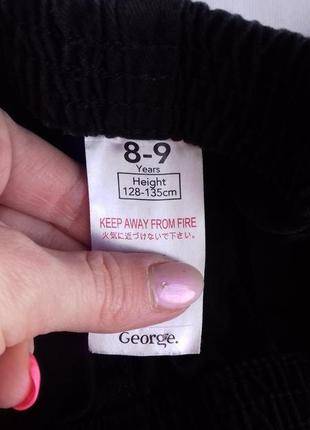 8-9
Years
Height
128-135cm
KEEP AWAY FROM FIRE
火気に近づけないで下さい。
George.